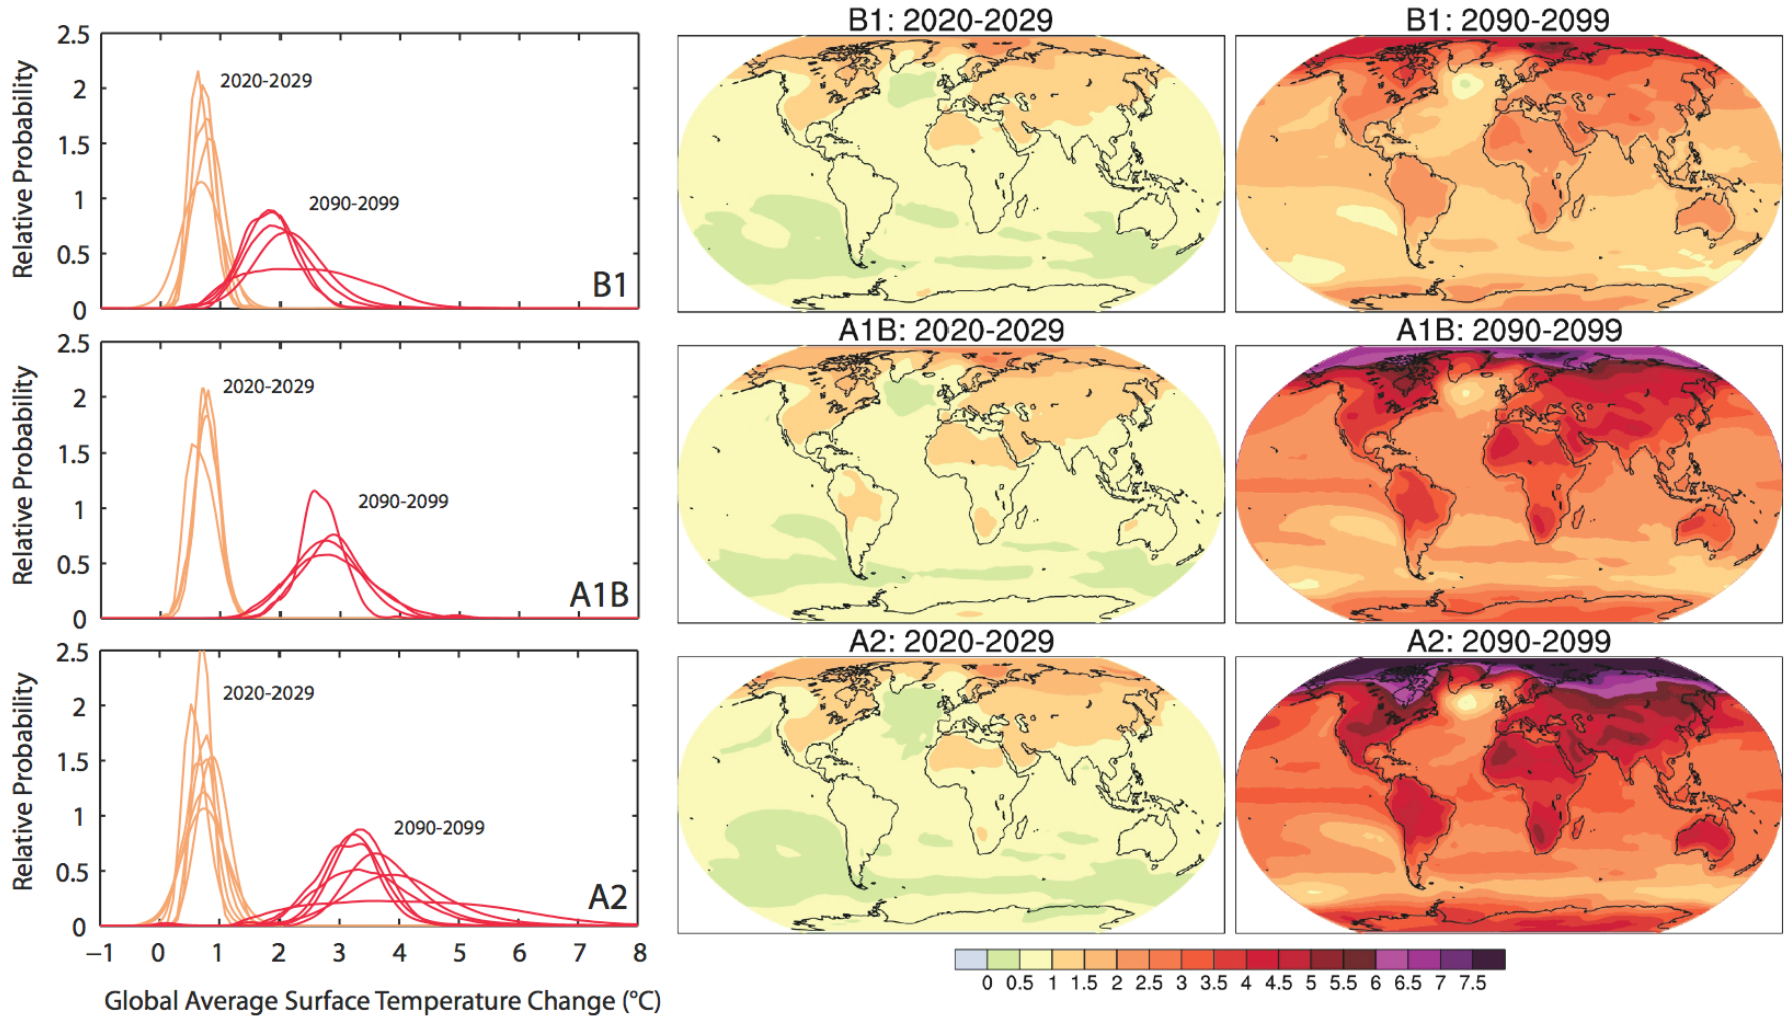 B1: 2020-2029
B1: 2090-2099
2.5
2
1.5
1
0.5
0
Relative Probability
2020-2029
2090-2099
B1
A1B: 2020-2029
A1B: 2090-2099
2.5
2
1.5
1
0.5
0
Relative Probability
2020-2029
2090-2099
A1B
A2: 2020-2029
A2: 2090-2099
2.5
2
1.5
1
0.5
0
Relative Probability
2020-2029
2090-2099
A2
−1 0 1 2 3 4 5 6 7 8
Global Average Surface Temperature Change (°C)
0 0.5 1 1.5 2 2.5 3 3.5 4 4.5 5 5.5 6 6.5 7 7.5